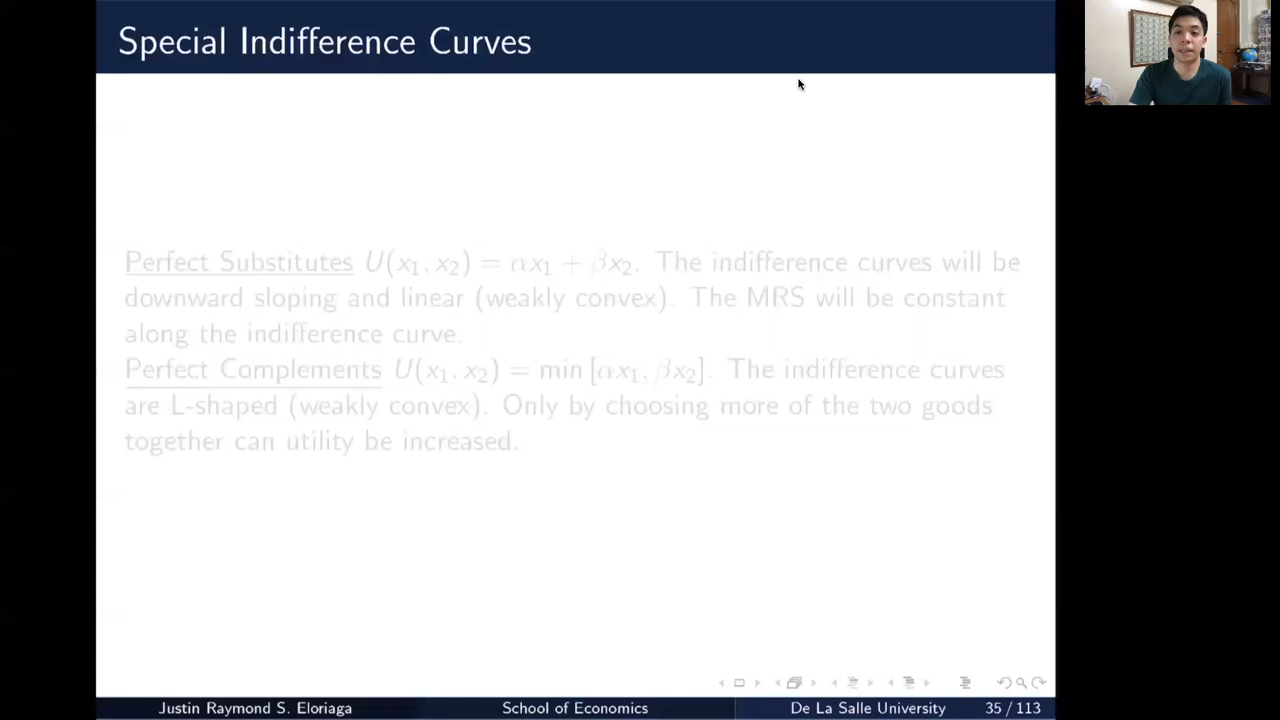 Special Indifference Curves
Perfect Substitutes U(x₁, x₂) = αx₁ + βx₂. The indifference curves will be
downward sloping and linear (weakly convex). The MRS will be constant
along the indifference curve.
Perfect Complements U(x₁, x₂) = min [αx₁, βx₂]. The indifference curves
are L-shaped (weakly convex). Only by choosing more of the two goods
together can utility be increased.
Justin Raymond S. Eloriaga School of Economics De La Salle University 35 / 113